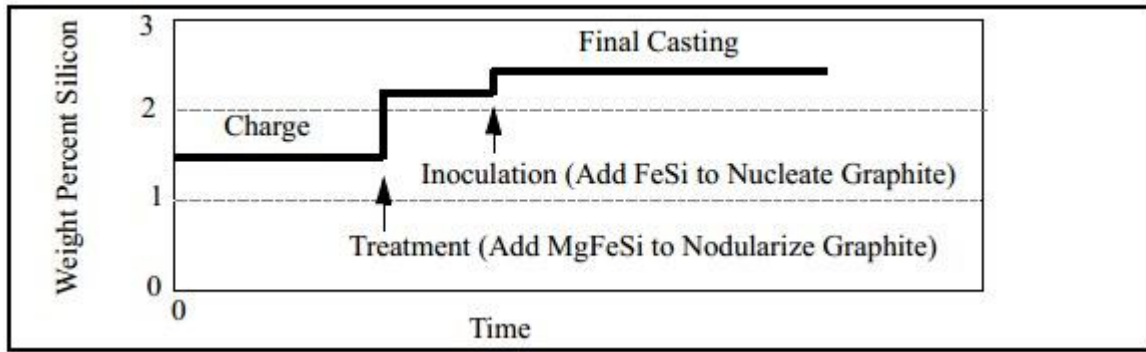 3
Final Casting
Weight Percent Silicon
2
Charge
Inoculation (Add FeSi to Nucleate Graphite)
1
Treatment (Add MgFeSi to Nodularize Graphite)
0
0
Time